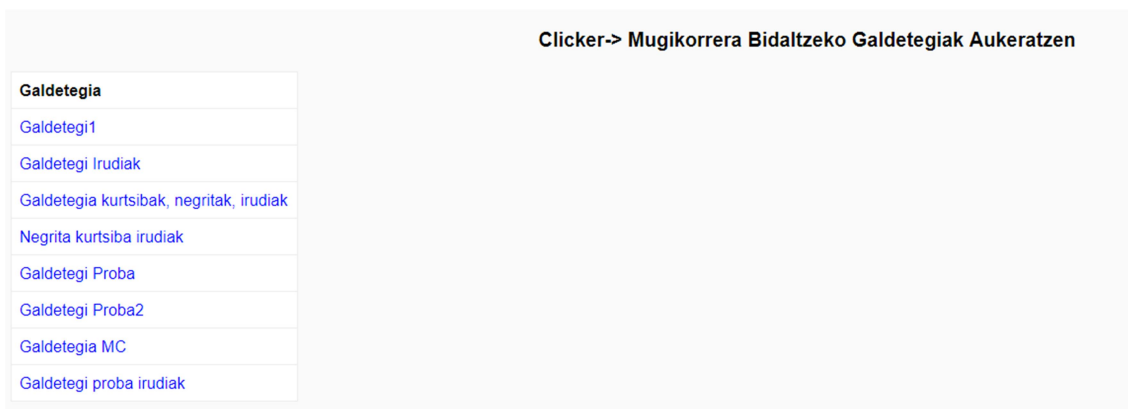 Clicker-> Mugikorrera Bidaltzeko Galdetegiak Aukeratzen
Galdetegia
Galdetegi1
Galdetegi Irudiak
Galdetegia kurtsibak, negritak, irudiak
Negrita kurtsiba irudiak
Galdetegi Proba
Galdetegi Proba2
Galdetegia MC
Galdetegi proba irudiak